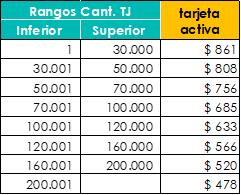 Rangos Cant. TJ tarjeta activa
Inferior Superior
1 30.000 $ 861
30.001 50.000 $ 808
50.001 70.000 $ 756
70.001 100.000 $ 685
100.001 120.000 $ 633
120.001 160.000 $ 566
160.001 200.000 $ 520
200.001 $ 478